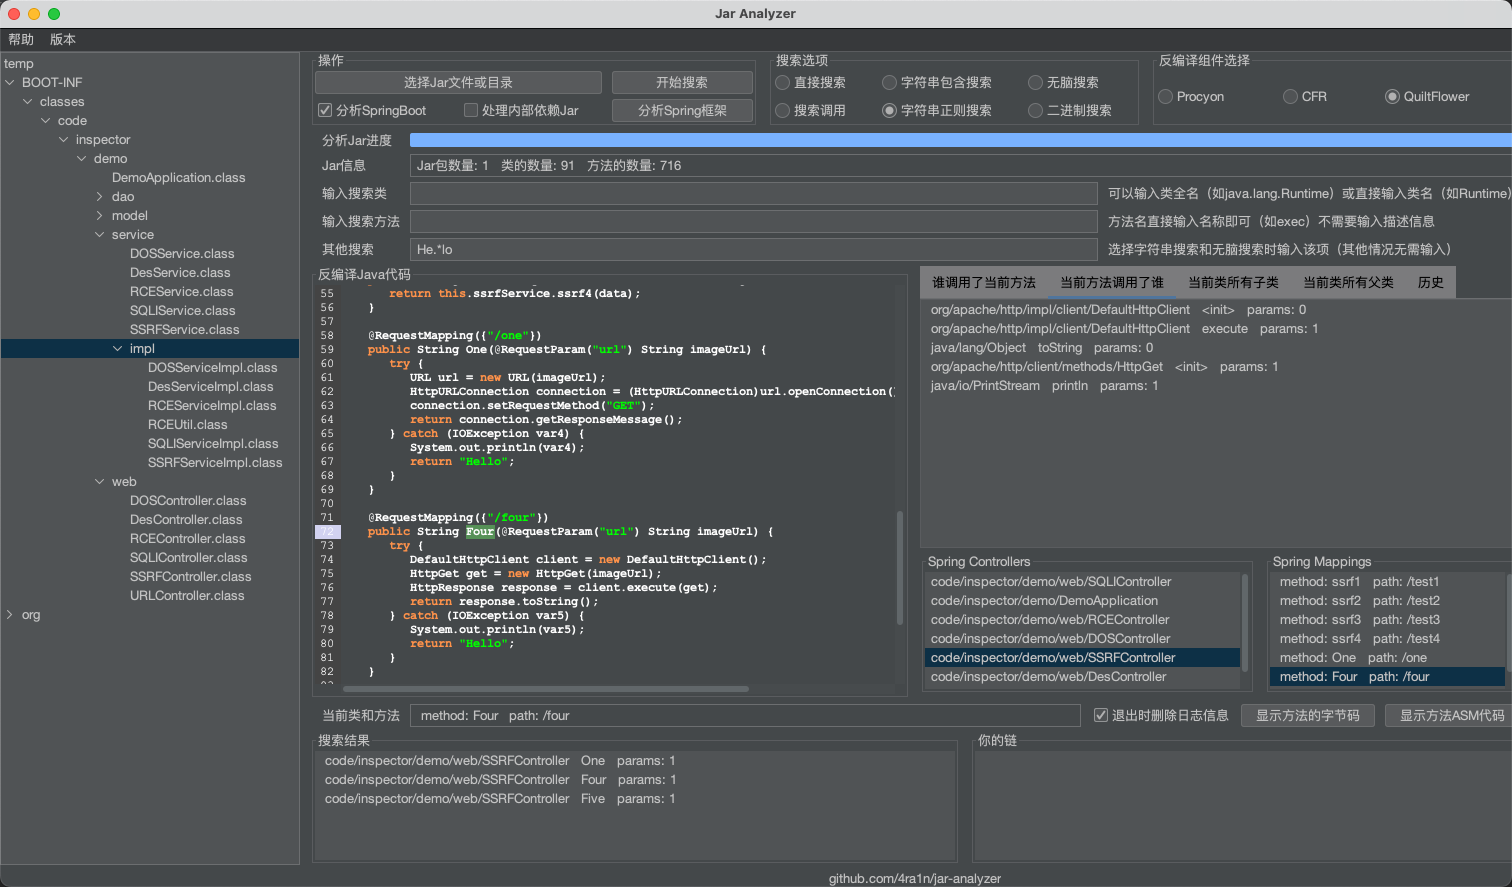 Jar Analyzer
帮助 版本
temp
BOOT-INF
classes
code
inspector
demo
DemoApplication.class
dao
model
service
DOSService.class
DesService.class
RCEService.class
SQLIService.class
SSRFService.class
impl
DOSServiceImpl.class
DesServiceImpl.class
RCEServiceImpl.class
RCEUtil.class
SQLIServiceImpl.class
SSRFServiceImpl.class
web
DOSController.class
DesController.class
RCEController.class
SQLIController.class
SSRFController.class
URLController.class
org
操作
选择Jar文件或目录 开始搜索
分析SpringBoot 处理内部依赖Jar 分析Spring框架
搜索选项
直接搜索 字符串包含搜索 无脑搜索
搜索调用 字符串正则搜索 二进制搜索
反编译组件选择
Procyon CFR QuiltFlower
分析Jar进度
Jar信息 Jar包数量: 1 类的数量: 91 方法的数量: 716
输入搜索类 可以输入类全名（如java.lang.Runtime）或直接输入类名（如Runtime）
输入搜索方法 方法名直接输入名称即可（如exec）不需要输入描述信息
其他搜索 He.*lo 选择字符串搜索和无脑搜索时输入该项（其他情况无需输入）
反编译Java代码
55 return this.ssrfService.ssrf4(data);
56 }
57
58 @RequestMapping({"/one"})
59 public String One(@RequestParam("url") String imageUrl) {
60 try {
61 URL url = new URL(imageUrl);
62 HttpURLConnection connection = (HttpURLConnection)url.openConnection()
63 connection.setRequestMethod("GET");
64 return connection.getResponseMessage();
65 } catch (IOException var4) {
66 System.out.println(var4);
67 return "Hello";
68 }
69 }
70
71 @RequestMapping({"/four"})
72 public String Four(@RequestParam("url") String imageUrl) {
73 try {
74 DefaultHttpClient client = new DefaultHttpClient();
75 HttpGet get = new HttpGet(imageUrl);
76 HttpResponse response = client.execute(get);
77 return response.toString();
78 } catch (IOException var5) {
79 System.out.println(var5);
80 return "Hello";
81 }
82 }
谁调用了当前方法 当前方法调用了谁 当前类所有子类 当前类所有父类 历史
org/apache/http/impl/client/DefaultHttpClient <init> params: 0
org/apache/http/impl/client/DefaultHttpClient execute params: 1
java/lang/Object toString params: 0
org/apache/http/client/methods/HttpGet <init> params: 1
java/io/PrintStream println params: 1
Spring Controllers
code/inspector/demo/web/SQLIController
code/inspector/demo/DemoApplication
code/inspector/demo/web/RCEController
code/inspector/demo/web/DOSController
code/inspector/demo/web/SSRFController
code/inspector/demo/web/DesController
Spring Mappings
method: ssrf1 path: /test1
method: ssrf2 path: /test2
method: ssrf3 path: /test3
method: ssrf4 path: /test4
method: One path: /one
method: Four path: /four
当前类和方法 method: Four path: /four 退出时删除日志信息 显示方法的字节码 显示方法ASM代码
搜索结果
code/inspector/demo/web/SSRFController One params: 1
code/inspector/demo/web/SSRFController Four params: 1
code/inspector/demo/web/SSRFController Five params: 1
你的链
github.com/4ra1n/jar-analyzer